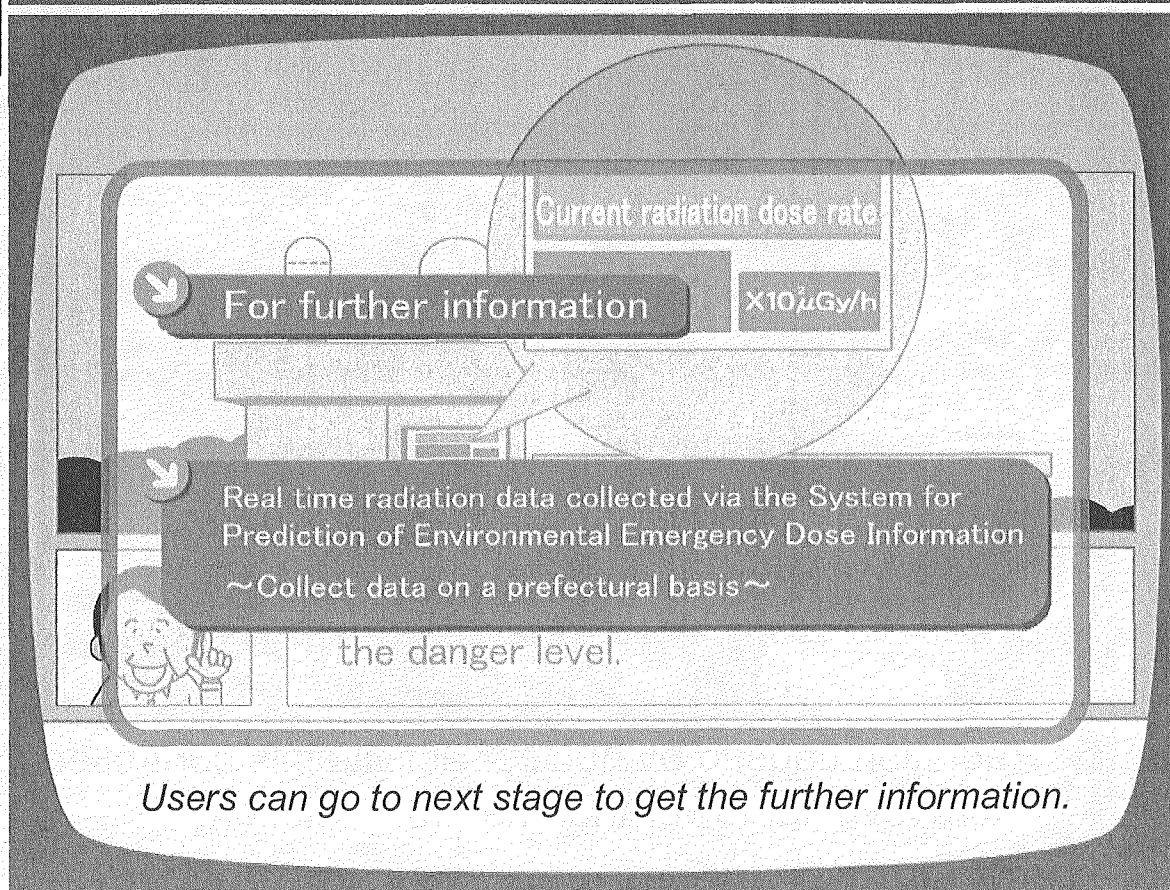 Current radiation dose rate
For further information
X10²μGy/h
Real time radiation data collected via the System for
Prediction of Environmental Emergency Dose Information
～Collect data on a prefectural basis～
the danger level.
Users can go to next stage to get the further information.